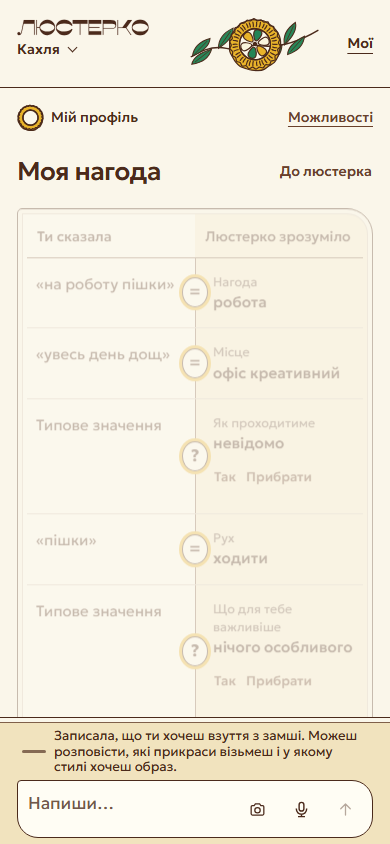 ЛЮСТЕРКО
Кахля
Мої
Мій профіль
Можливості
Моя нагода
До люстерка
Ти сказала
Люстерко зрозуміло
«на роботу пішки»
=
Нагода
робота
«увесь день дощ»
=
Місце
офіс креативний
Типове значення
?
Як проходитиме
невідомо
Так Прибрати
«пішки»
=
Рух
ходити
Типове значення
?
Що для тебе
важливіше
нічого особливого
Так Прибрати
Записала, що ти хочеш взуття з замші. Можеш
розповісти, які прикраси візьмеш і у якому
стилі хочеш образ.
Напиши...